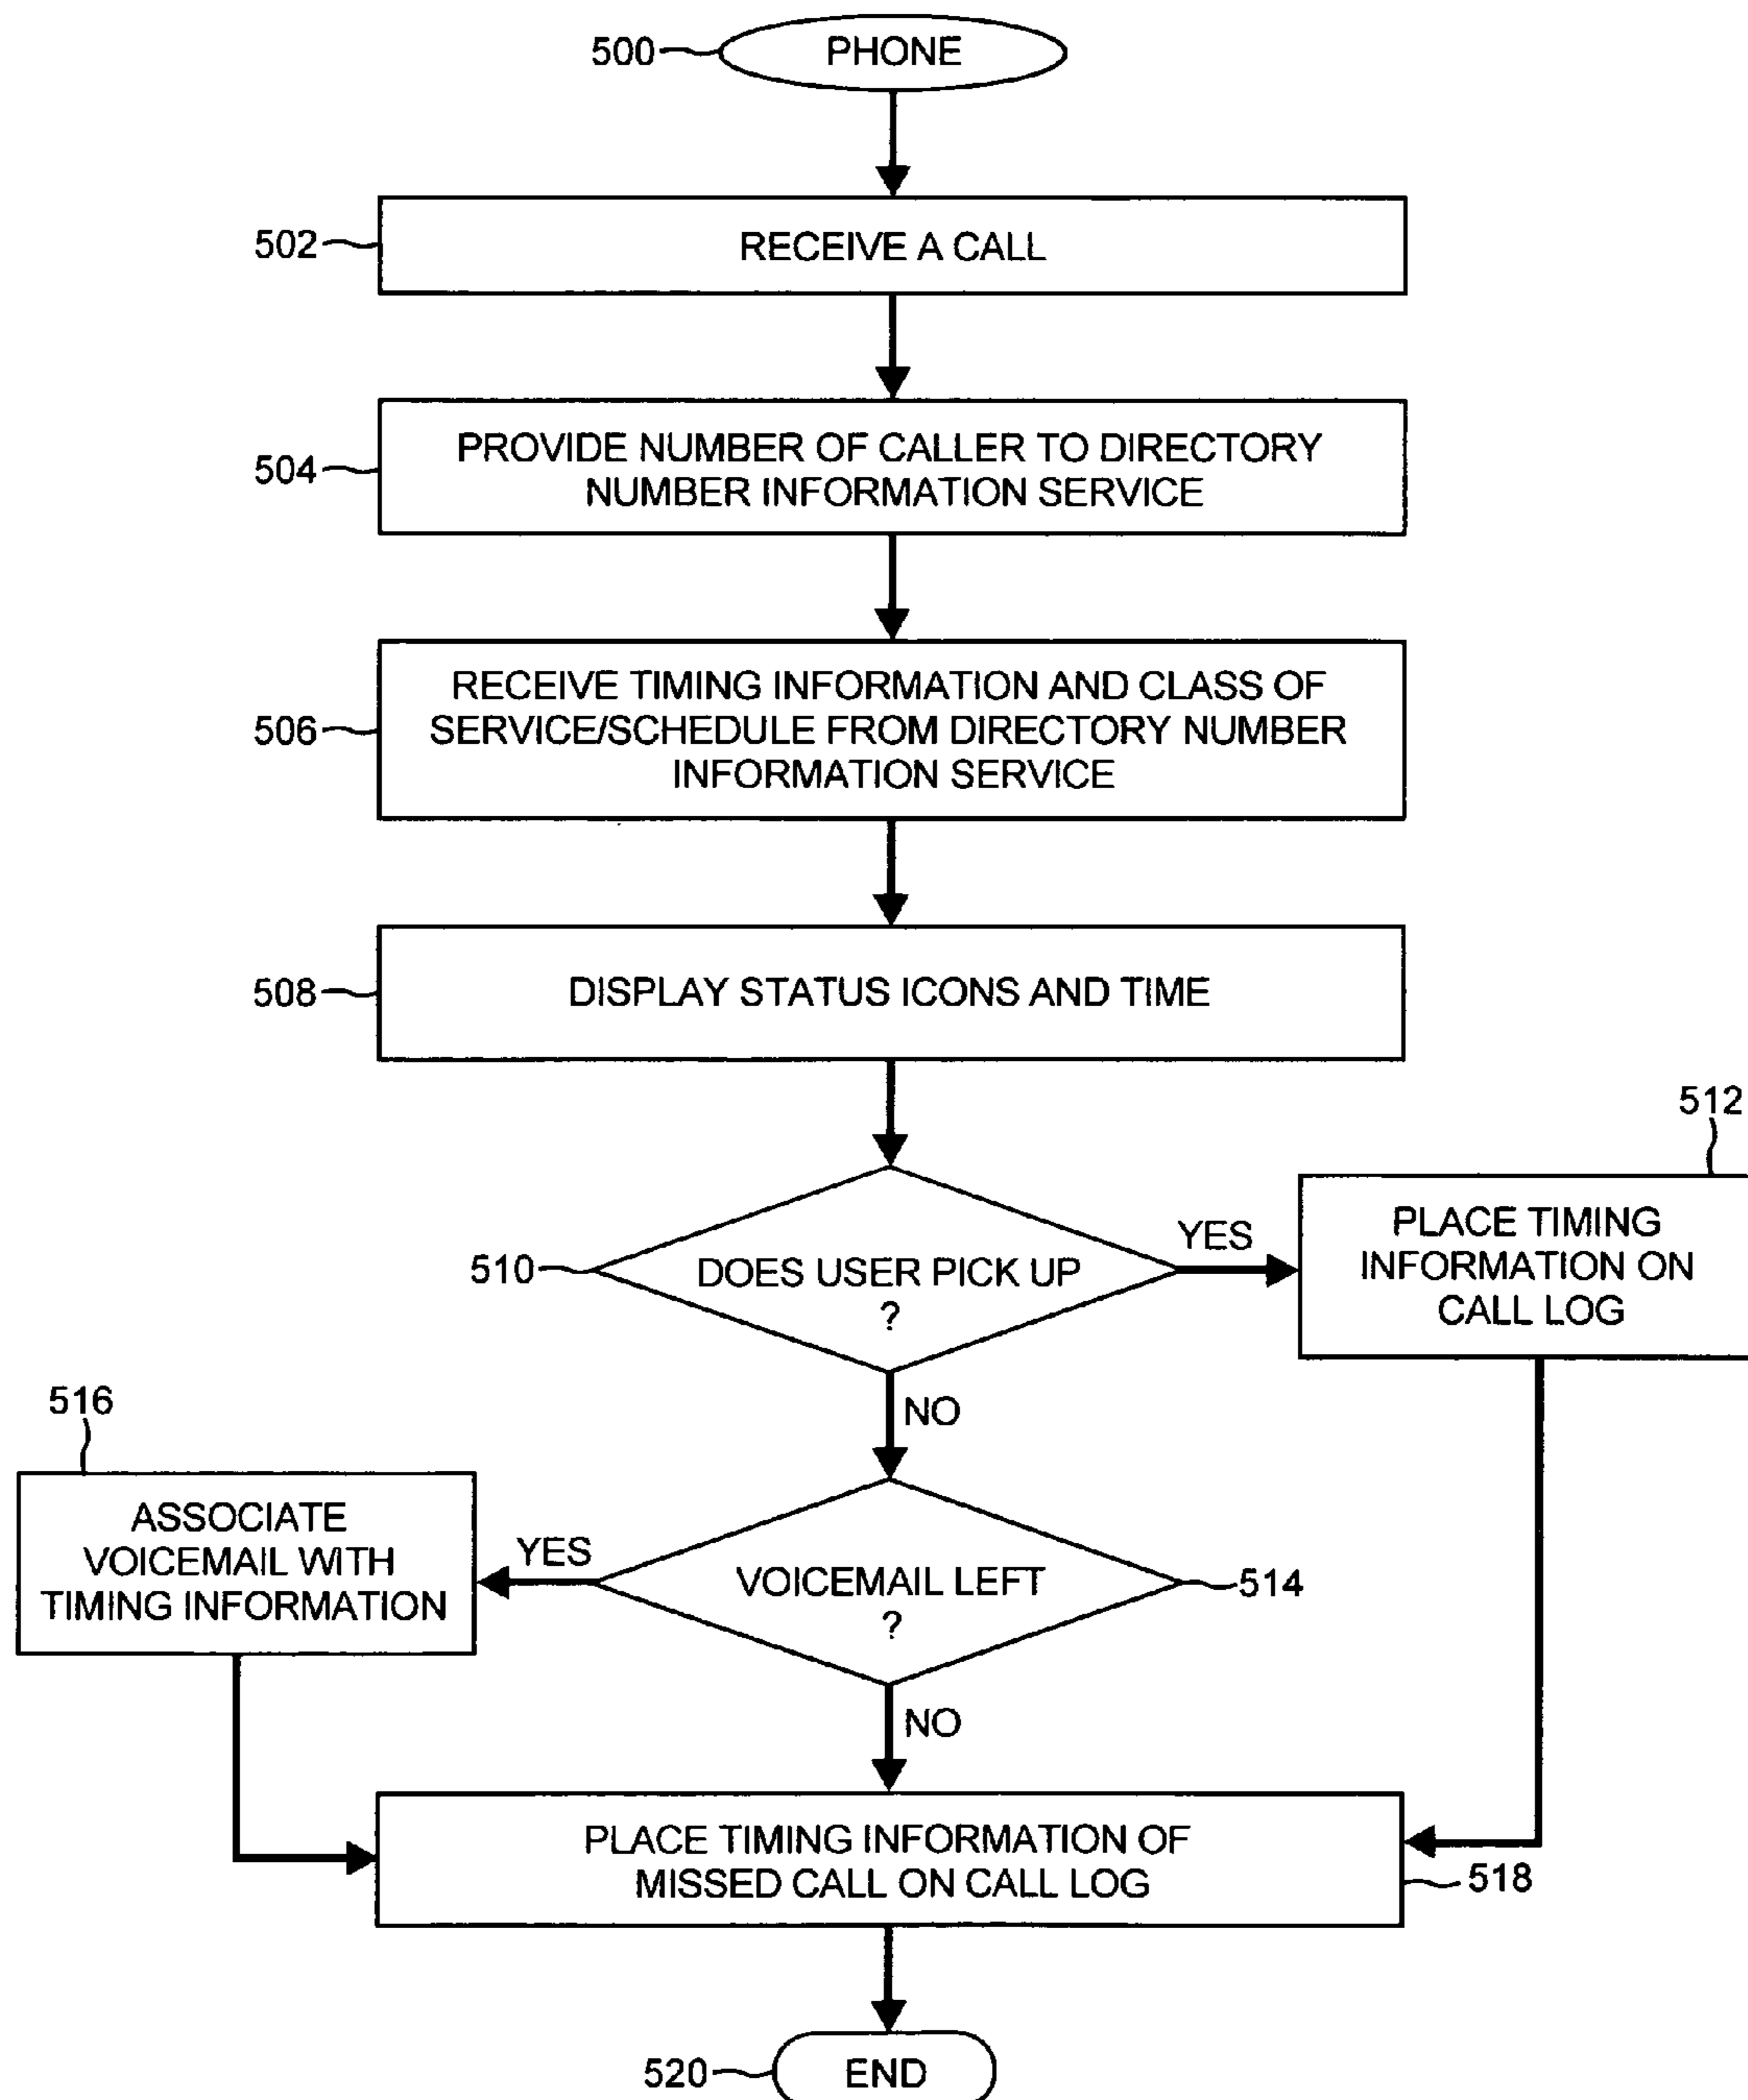 500
PHONE
502
RECEIVE A CALL
504
PROVIDE NUMBER OF CALLER TO DIRECTORY
NUMBER INFORMATION SERVICE
506
RECEIVE TIMING INFORMATION AND CLASS OF
SERVICE/SCHEDULE FROM DIRECTORY NUMBER
INFORMATION SERVICE
508
DISPLAY STATUS ICONS AND TIME
510
DOES USER PICK UP
?
YES
512
PLACE TIMING
INFORMATION ON
CALL LOG
NO
514
VOICEMAIL LEFT
?
YES
516
ASSOCIATE
VOICEMAIL WITH
TIMING INFORMATION
NO
PLACE TIMING INFORMATION OF
MISSED CALL ON CALL LOG
518
520
END